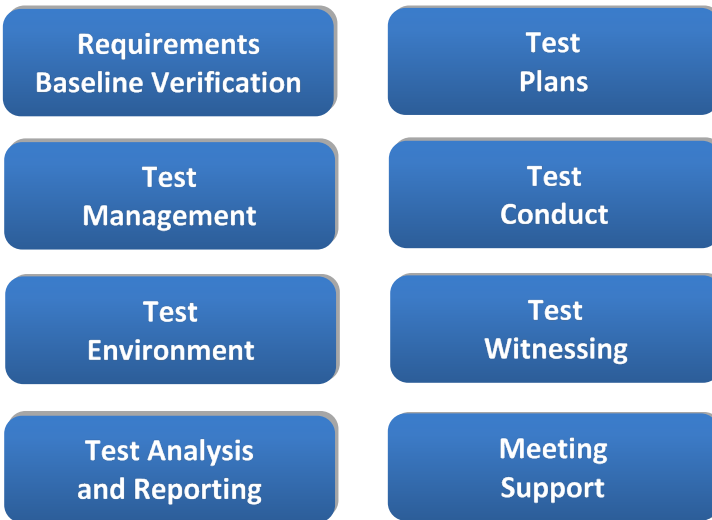 Requirements
Baseline Verification
Test
Plans
Test
Management
Test
Conduct
Test
Environment
Test
Witnessing
Test Analysis
and Reporting
Meeting
Support